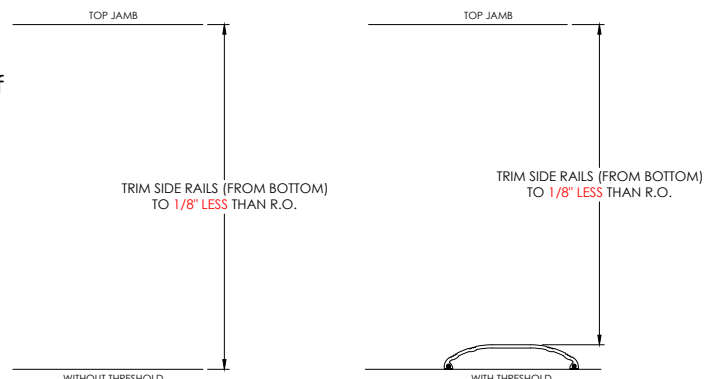 TOP JAMB
TRIM SIDE RAILS (FROM BOTTOM)
TO 1/8" LESS THAN R.O.
WITHOUT THRESHOLD
TOP JAMB
TRIM SIDE RAILS (FROM BOTTOM)
TO 1/8" LESS THAN R.O.
WITH THRESHOLD